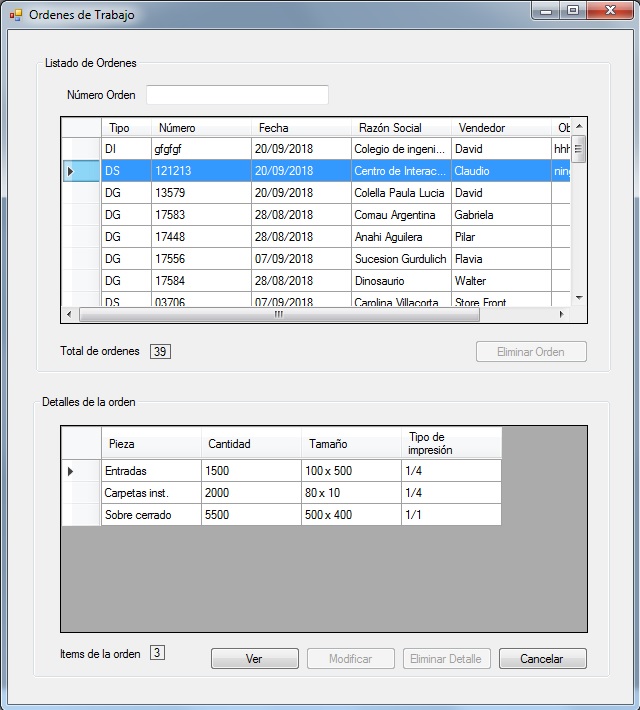 Ordenes de Trabajo
Listado de Ordenes
Número Orden
Tipo Número Fecha Razón Social Vendedor Ob
DI gfgfgf 20/09/2018 Colegio de ingeni... David hhh
DS 121213 20/09/2018 Centro de Interac... Claudio nin
DG 13579 20/09/2018 Colella Paula Lucia David
DG 17583 28/08/2018 Comau Argentina Gabriela
DG 17448 28/08/2018 Anahi Aguilera Pilar
DG 17556 07/09/2018 Sucesion Gurdulich Flavia
DG 17584 28/08/2018 Dinosaurio Walter
DS 03706 07/09/2018 Carolina Villacorta Store Front
Total de ordenes 39 Eliminar Orden
Detalles de la orden
Pieza Cantidad Tamaño Tipo de
impresión
Entradas 1500 100 x 500 1/4
Carpetas inst. 2000 80 x 10 1/4
Sobre cerrado 5500 500 x 400 1/1
Items de la orden 3 Ver Modificar Eliminar Detalle Cancelar